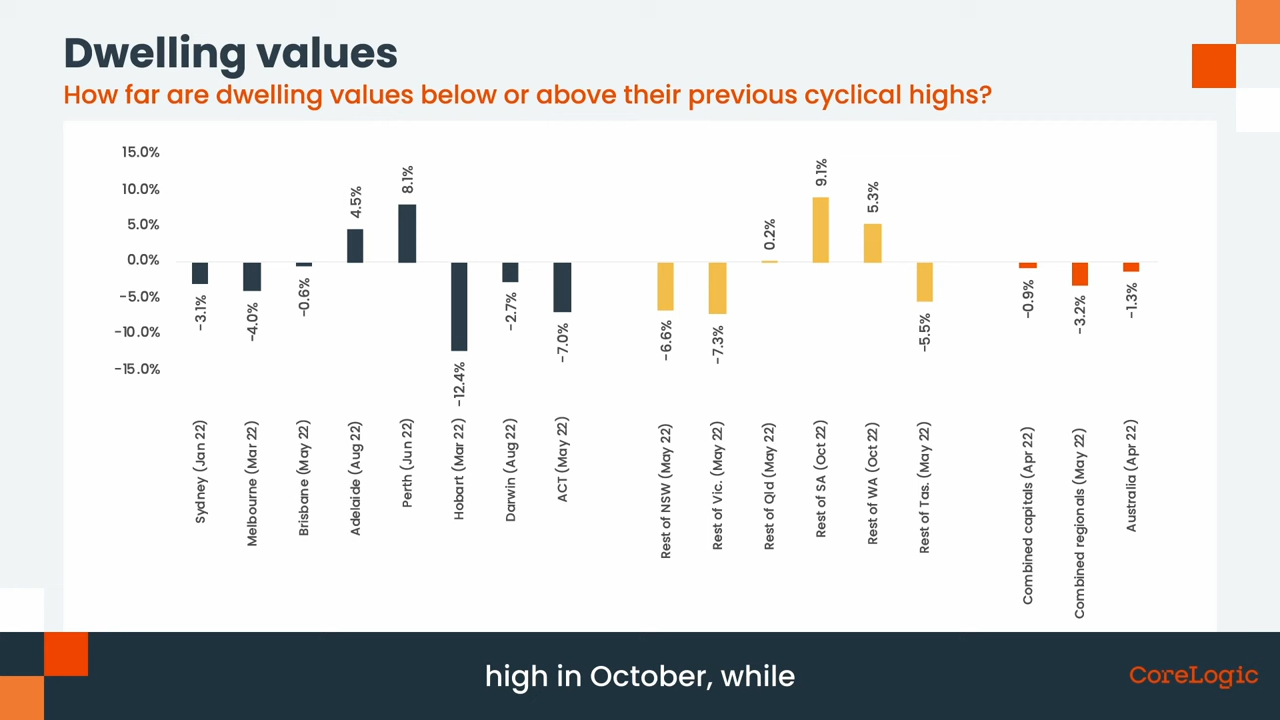 Dwelling values
How far are dwelling values below or above their previous cyclical highs?
15.0%
10.0%
5.0%
0.0%
-5.0%
-10.0%
-15.0%
-3.1%
-4.0%
-0.6%
4.5%
8.1%
-12.4%
-2.7%
-7.0%
-6.6%
-7.3%
0.2%
9.1%
5.3%
-5.5%
-0.9%
-3.2%
-1.3%
Sydney (Jan 22)
Melbourne (Mar 22)
Brisbane (May 22)
Adelaide (Aug 22)
Perth (Jun 22)
Hobart (Mar 22)
Darwin (Aug 22)
ACT (May 22)
Rest of NSW (May 22)
Rest of Vic. (May 22)
Rest of Qld (May 22)
Rest of SA (Oct 22)
Rest of WA (Oct 22)
Rest of Tas. (May 22)
Combined capitals (Apr 22)
Combined regionals (May 22)
Australia (Apr 22)
high in October, while
CoreLogic